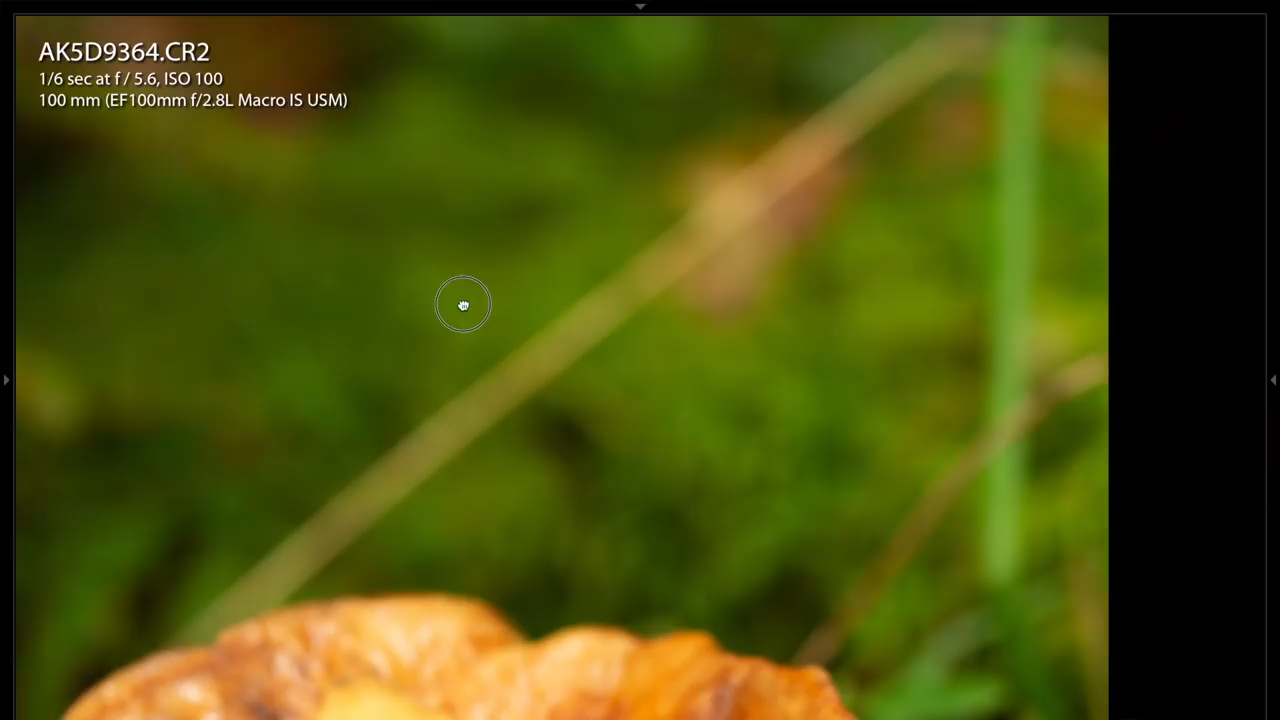 AK5D9364.CR2
1/6 sec at f / 5.6, ISO 100
100 mm (EF100mm f/2.8L Macro IS USM)